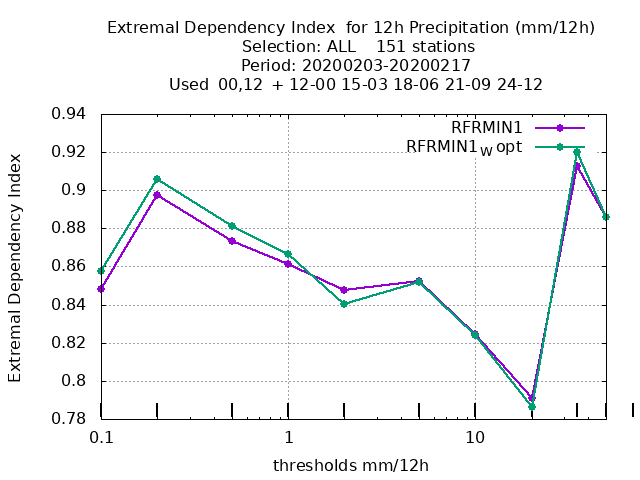 Extremal Dependency Index  for 12h Precipitation (mm/12h)
Selection: ALL    151 stations
Period: 20200203-20200217
Used  00,12  + 12-00 15-03 18-06 21-09 24-12
RFRMIN1
RFRMIN1W opt
0.94
0.92
0.9
0.88
0.86
0.84
0.82
0.8
0.78
Extremal Dependency Index
0.1 1 10
thresholds mm/12h